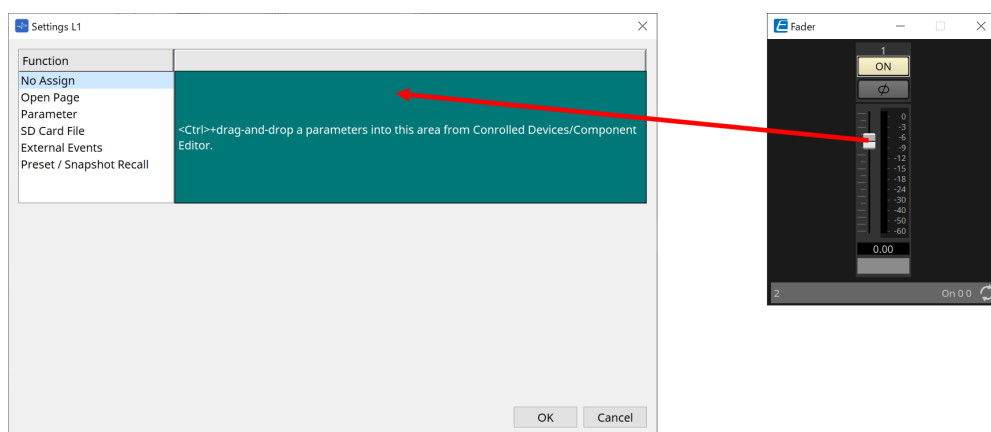 Settings L1
Function
No Assign
Open Page
Parameter
SD Card File
External Events
Preset / Snapshot Recall
<Ctrl>+drag-and-drop a parameters into this area from Conrolled Devices/Component
Editor.
OK Cancel
Fader
1
ON
0
-3
-6
-9
-12
-15
-18
-24
-30
-40
-50
-60
0.00
2 On 0 0